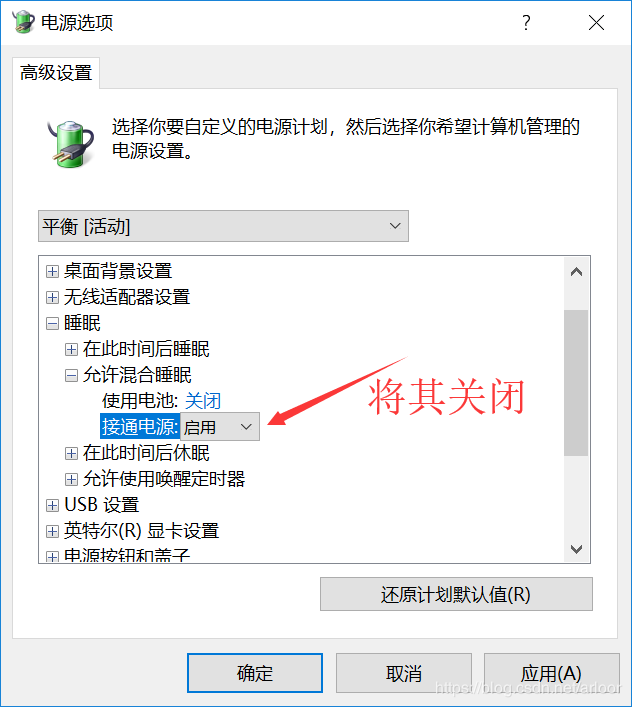 电源选项
高级设置
选择你要自定义的电源计划，然后选择你希望计算机管理的
电源设置。
平衡 [活动]
桌面背景设置
无线适配器设置
睡眠
在此时间后睡眠
允许混合睡眠
使用电池: 关闭
接通电源: 启用
将其关闭
在此时间后休眠
允许使用唤醒定时器
USB 设置
英特尔(R) 显卡设置
电源按钮和盖子
还原计划默认值(R)
确定 取消 应用(A)
https://blog.csdn.net/arloor